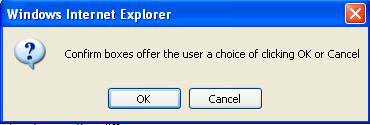 Windows Internet Explorer
Confirm boxes offer the user a choice of clicking OK or Cancel
OK
Cancel